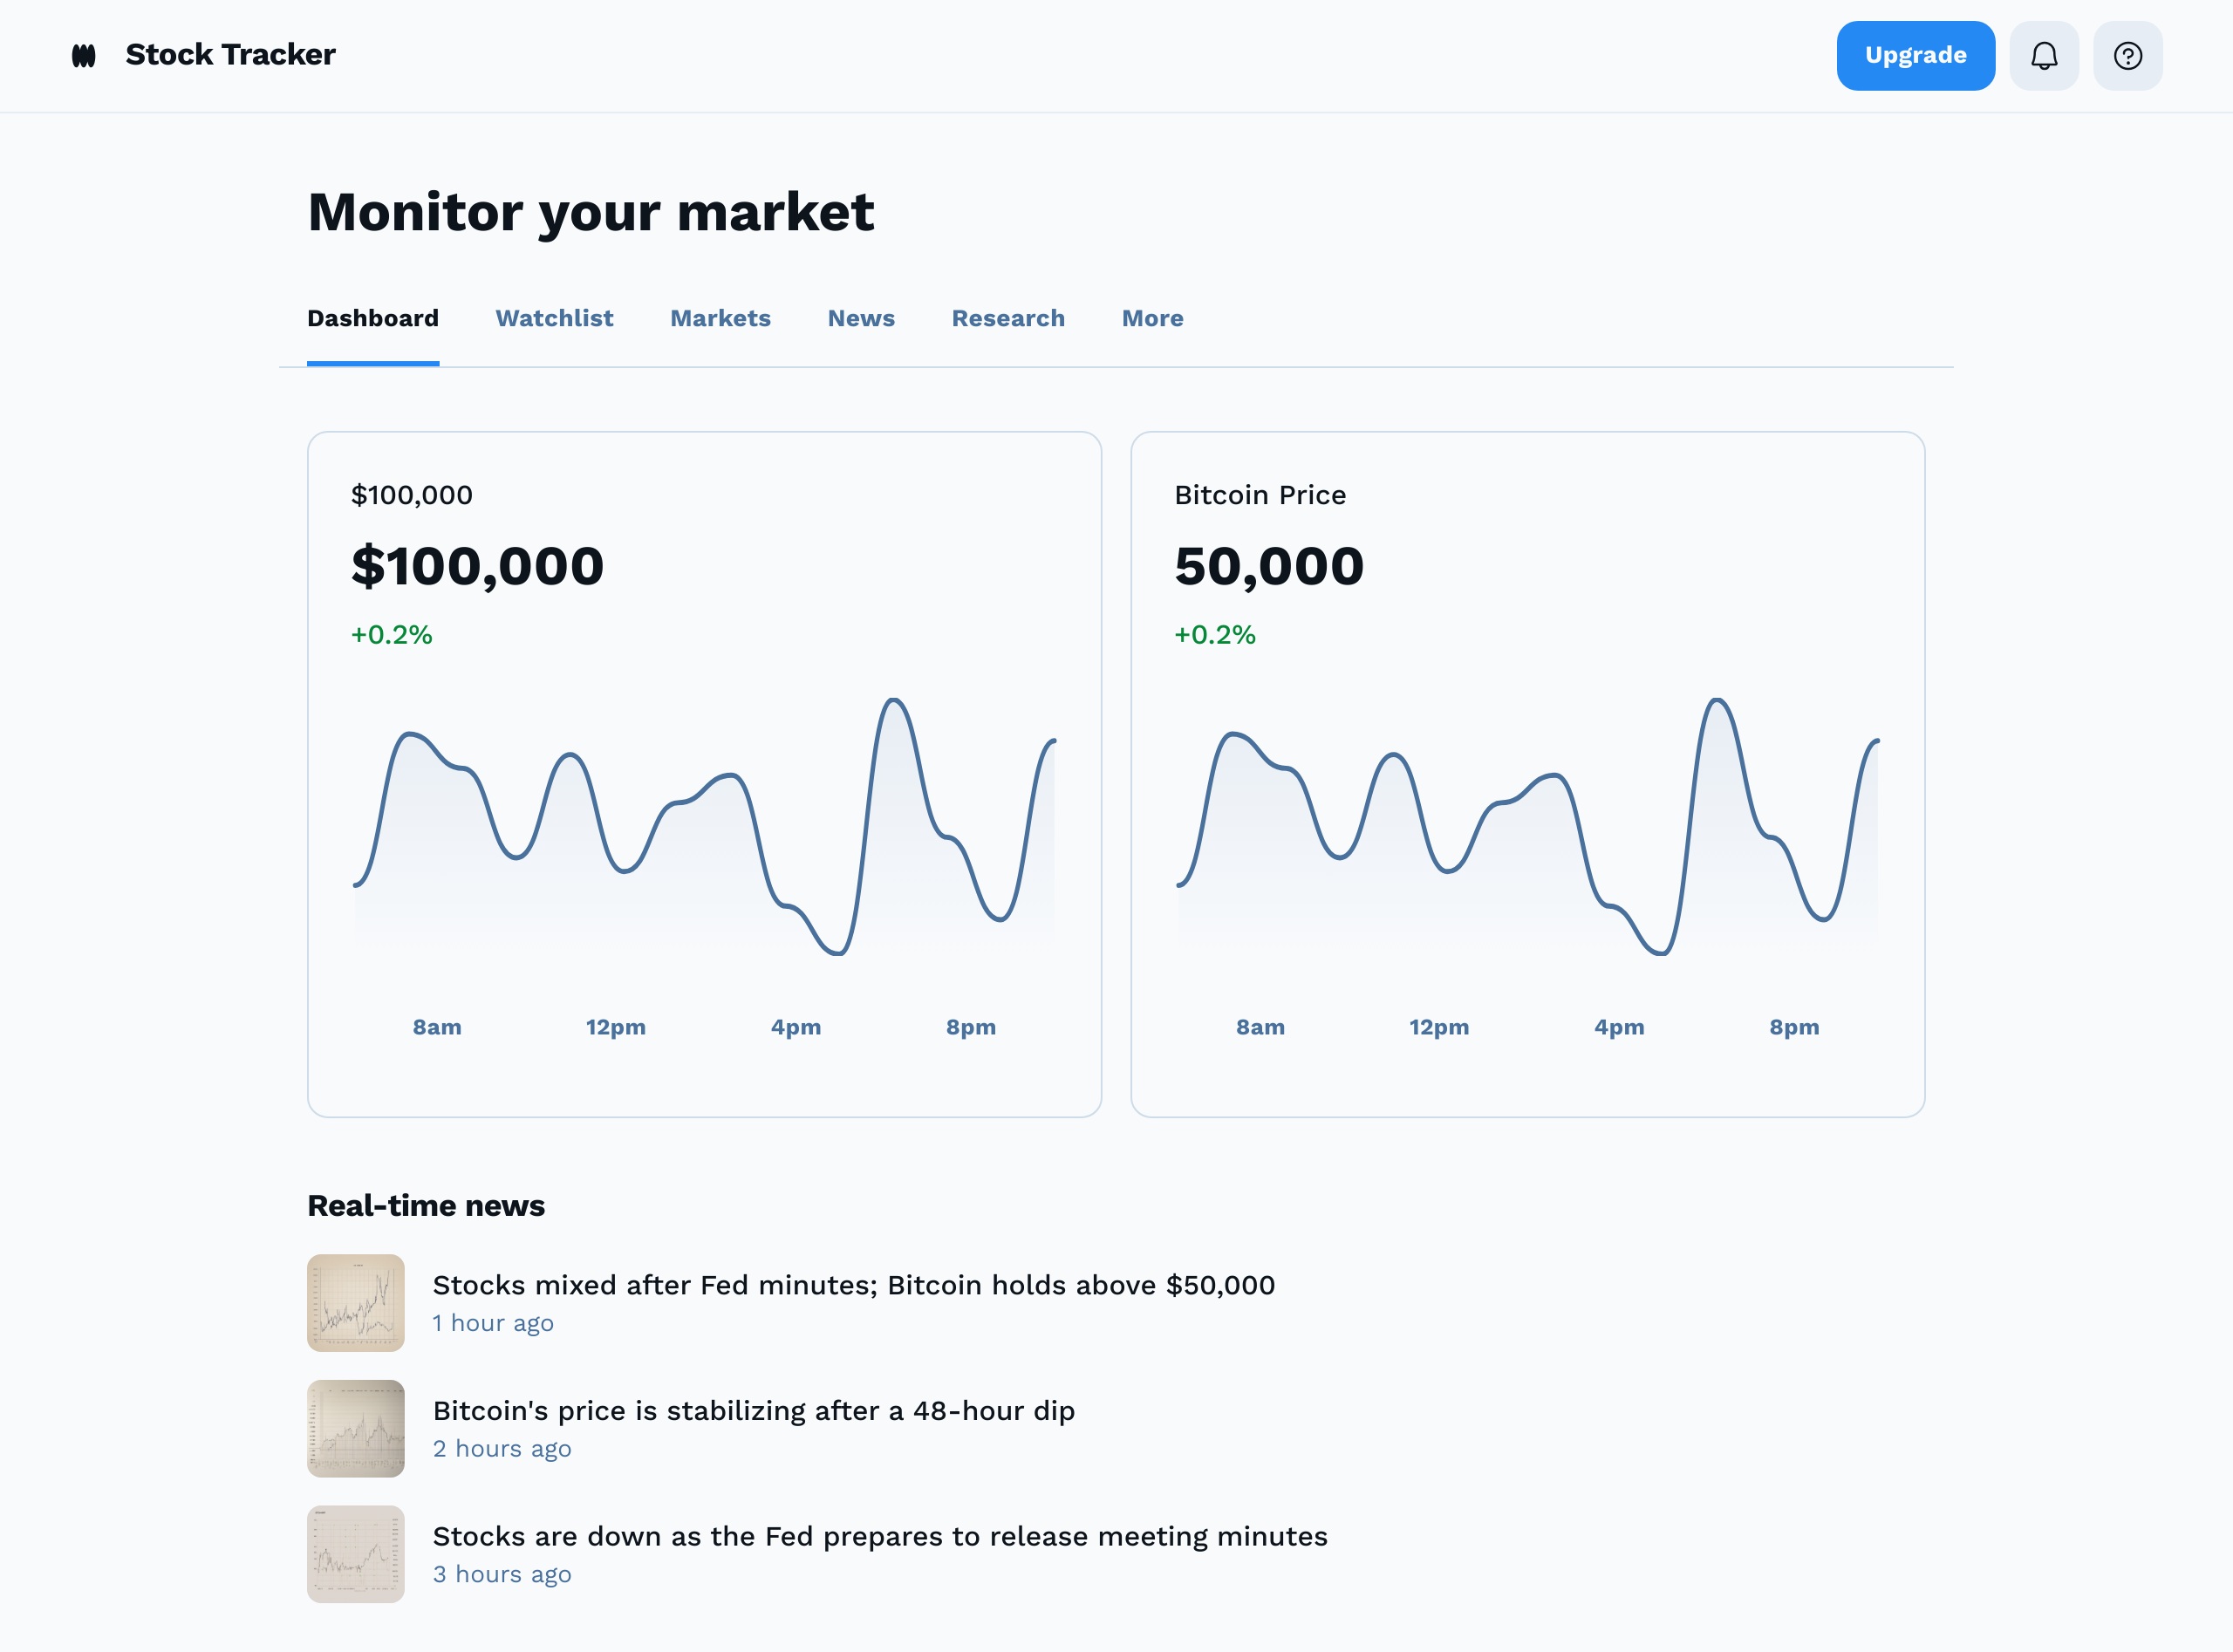 Stock Tracker
Upgrade
Monitor your market
Dashboard Watchlist Markets News Research More
$100,000
$100,000
+0.2%
8am 12pm 4pm 8pm
Bitcoin Price
50,000
+0.2%
8am 12pm 4pm 8pm
Real-time news
Stocks mixed after Fed minutes; Bitcoin holds above $50,000
1 hour ago
Bitcoin's price is stabilizing after a 48-hour dip
2 hours ago
Stocks are down as the Fed prepares to release meeting minutes
3 hours ago